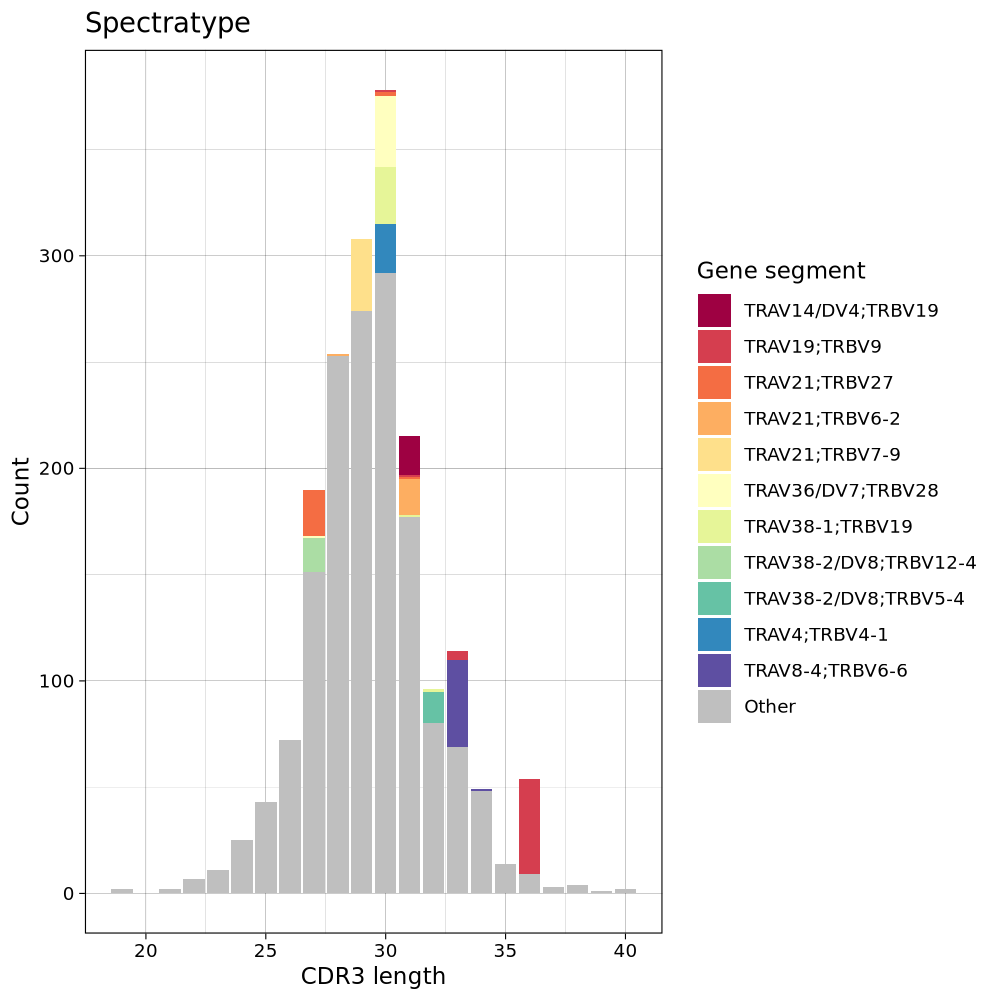 Spectratype
Count
300
200
100
0
20 25 30 35 40
CDR3 length
Gene segment
TRAV14/DV4;TRBV19
TRAV19;TRBV9
TRAV21;TRBV27
TRAV21;TRBV6-2
TRAV21;TRBV7-9
TRAV36/DV7;TRBV28
TRAV38-1;TRBV19
TRAV38-2/DV8;TRBV12-4
TRAV38-2/DV8;TRBV5-4
TRAV4;TRBV4-1
TRAV8-4;TRBV6-6
Other